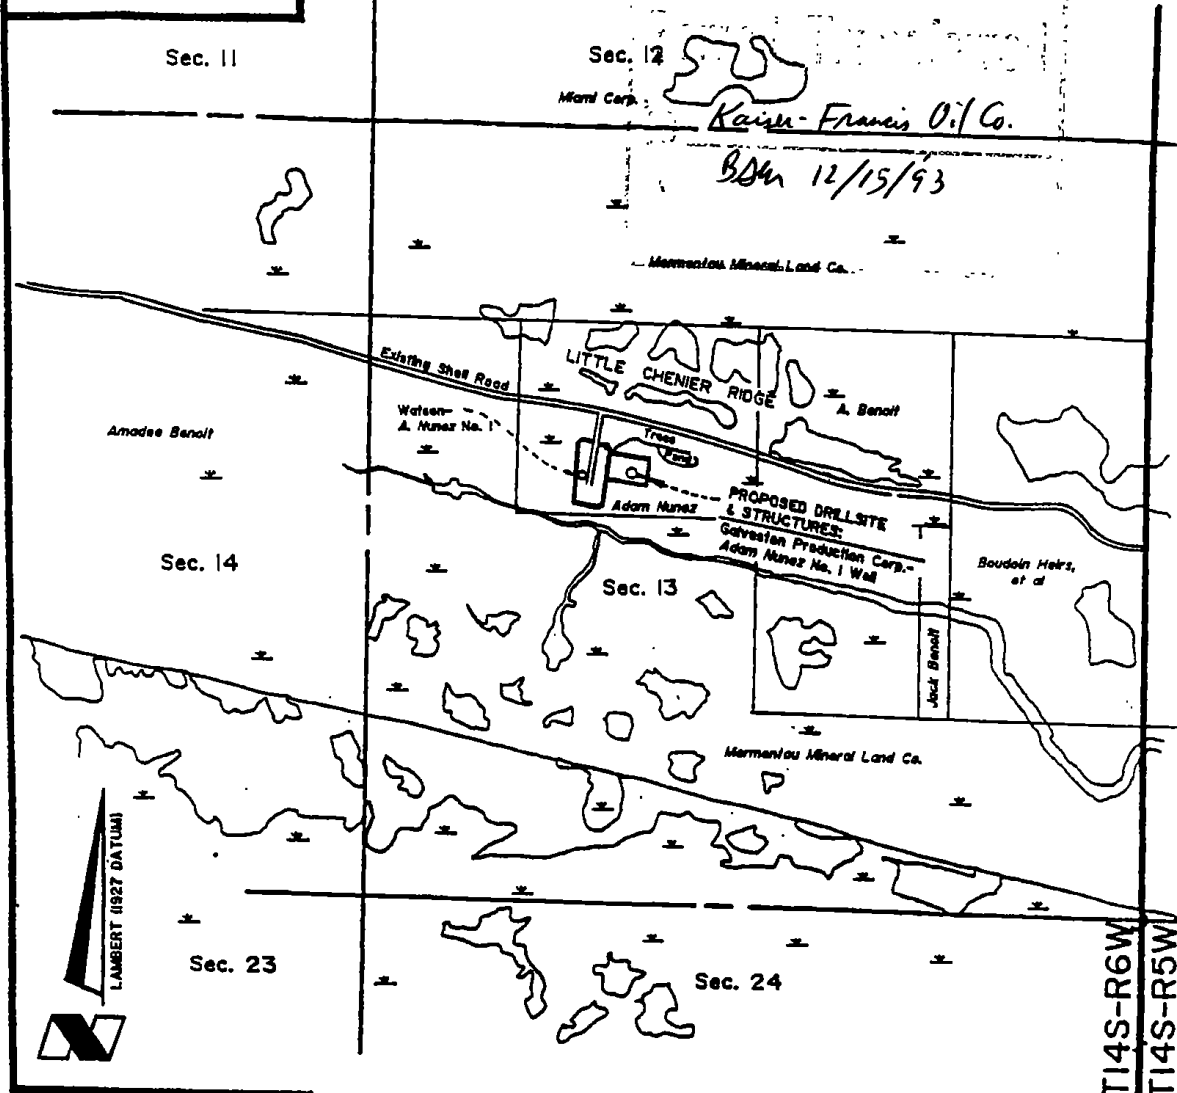 Sec. 11
Sec. 12
Miami Corp.
Kaiser-Francis Oil Co.
12/15/93
Mermentau Mineral Land Co.
Existing Shell Road
LITTLE CHENIER RIDGE
A. Benoit
Watson-
A. Nunez No. 1
Trees
Pond
Amadee Benoit
Adam Nunez
PROPOSED DRILLSITE
& STRUCTURES:
Galveston Production Corp.-
Adam Nunez No. 1 Well
Boudoin Heirs,
et al
Sec. 14
Sec. 13
Jack Benoit
Mermentau Mineral Land Co.
LAMBERT (1927 DATUM)
N
Sec. 23
Sec. 24
T14S-R6W
T14S-R5W